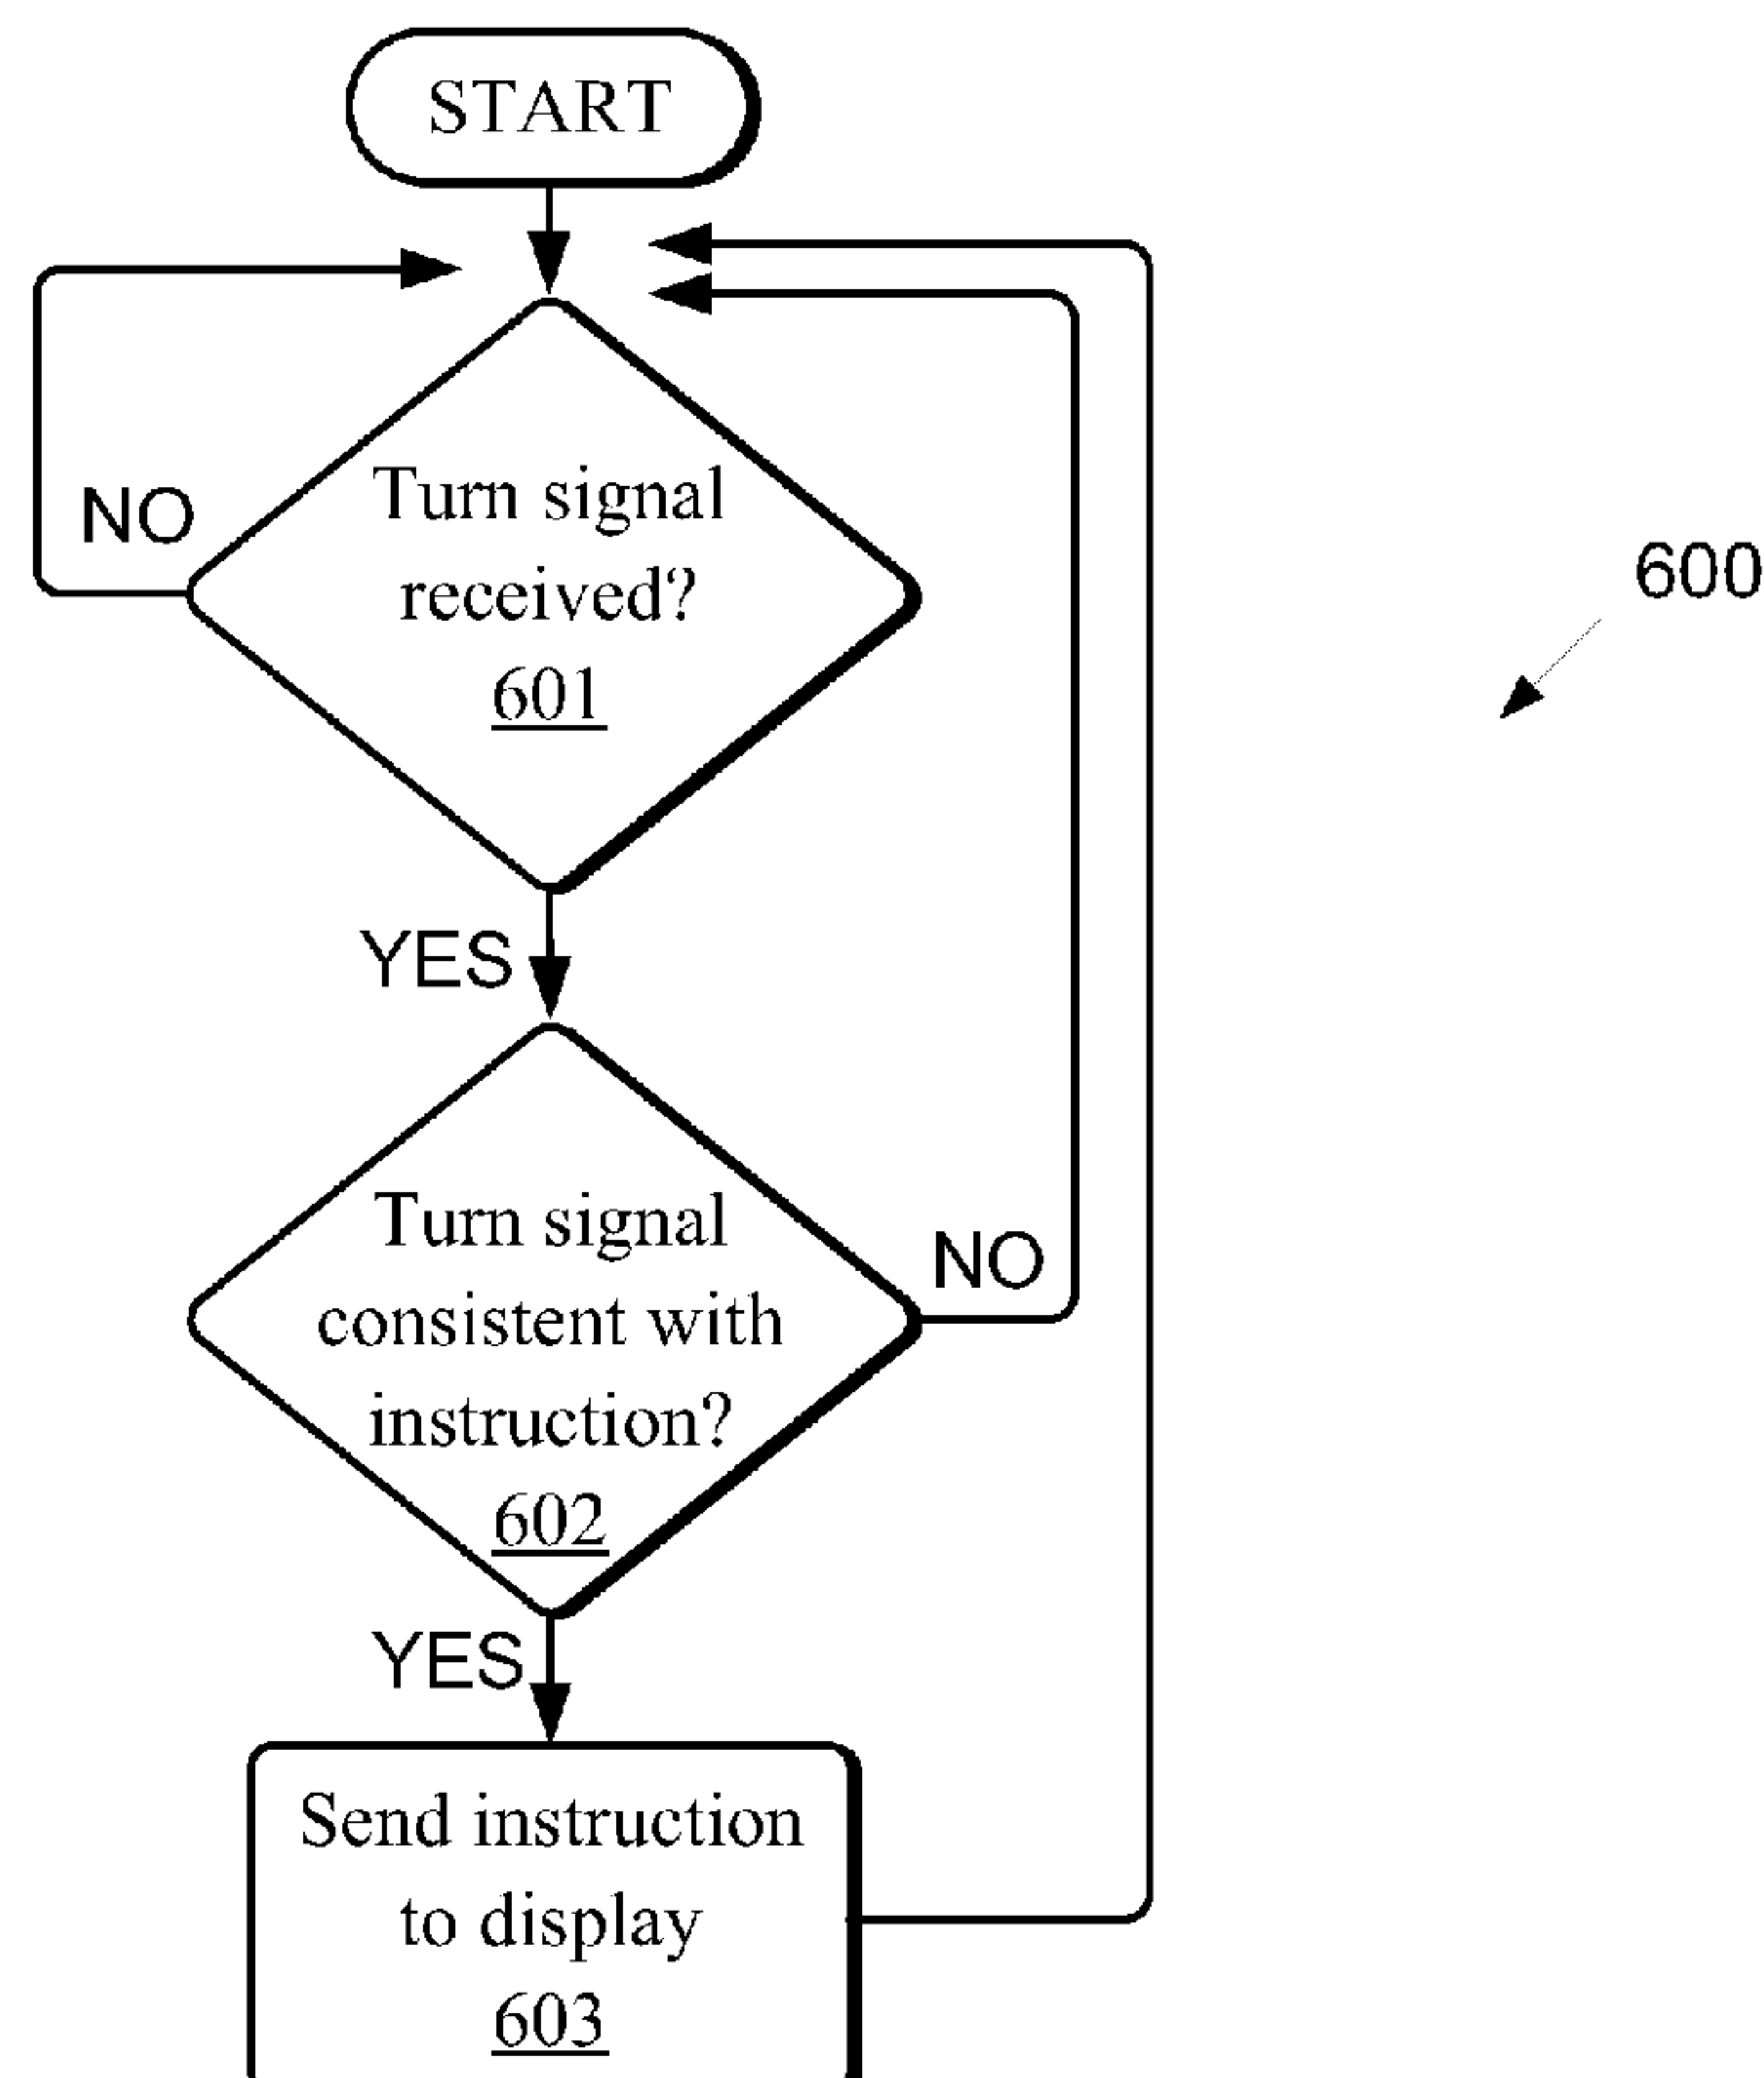 START
Turn signal
received?
601
NO
600
YES
Turn signal
consistent with
instruction?
602
NO
YES
Send instruction
to display
603